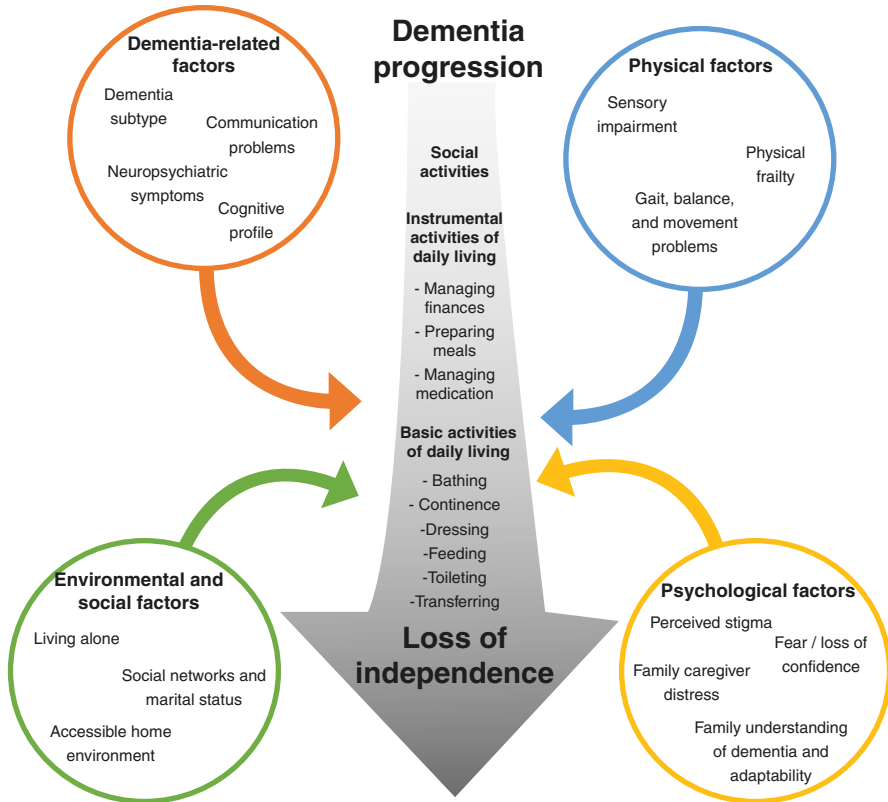 Dementia-related
factors
Dementia
subtype
Communication
problems
Neuropsychiatric
symptoms
Cognitive
profile
Dementia
progression
Social
activities
Instrumental
activities of
daily living
- Managing
finances
- Preparing
meals
- Managing
medication
Basic activities
of daily living
- Bathing
- Continence
-Dressing
-Feeding
-Toileting
-Transferring
Loss of
independence
Physical factors
Sensory
impairment
Physical
frailty
Gait, balance,
and movement
problems
Environmental and
social factors
Living alone
Social networks and
marital status
Accessible home
environment
Psychological factors
Perceived stigma
Fear / loss of
confidence
Family caregiver
distress
Family understanding
of dementia and
adaptability